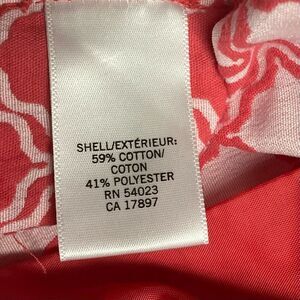 SHELL/EXTÉRIEUR:
59% COTTON/
COTON
41% POLYESTER
RN 54023
CA 17897